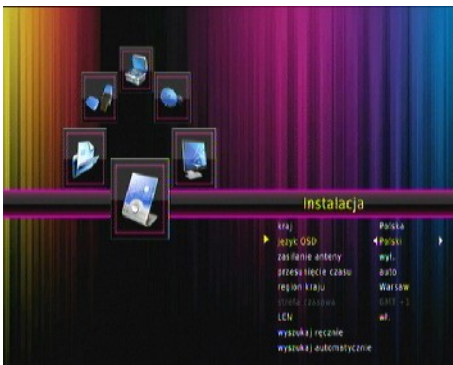 Instalacja
kraj Polska
język OSD Polski
zasilanie anteny wył.
przesunięcie czasu auto
region kraju Warsaw
strefa czasowa GMT +1
LCN wł.
wyszukaj ręcznie
wyszukaj automatycznie